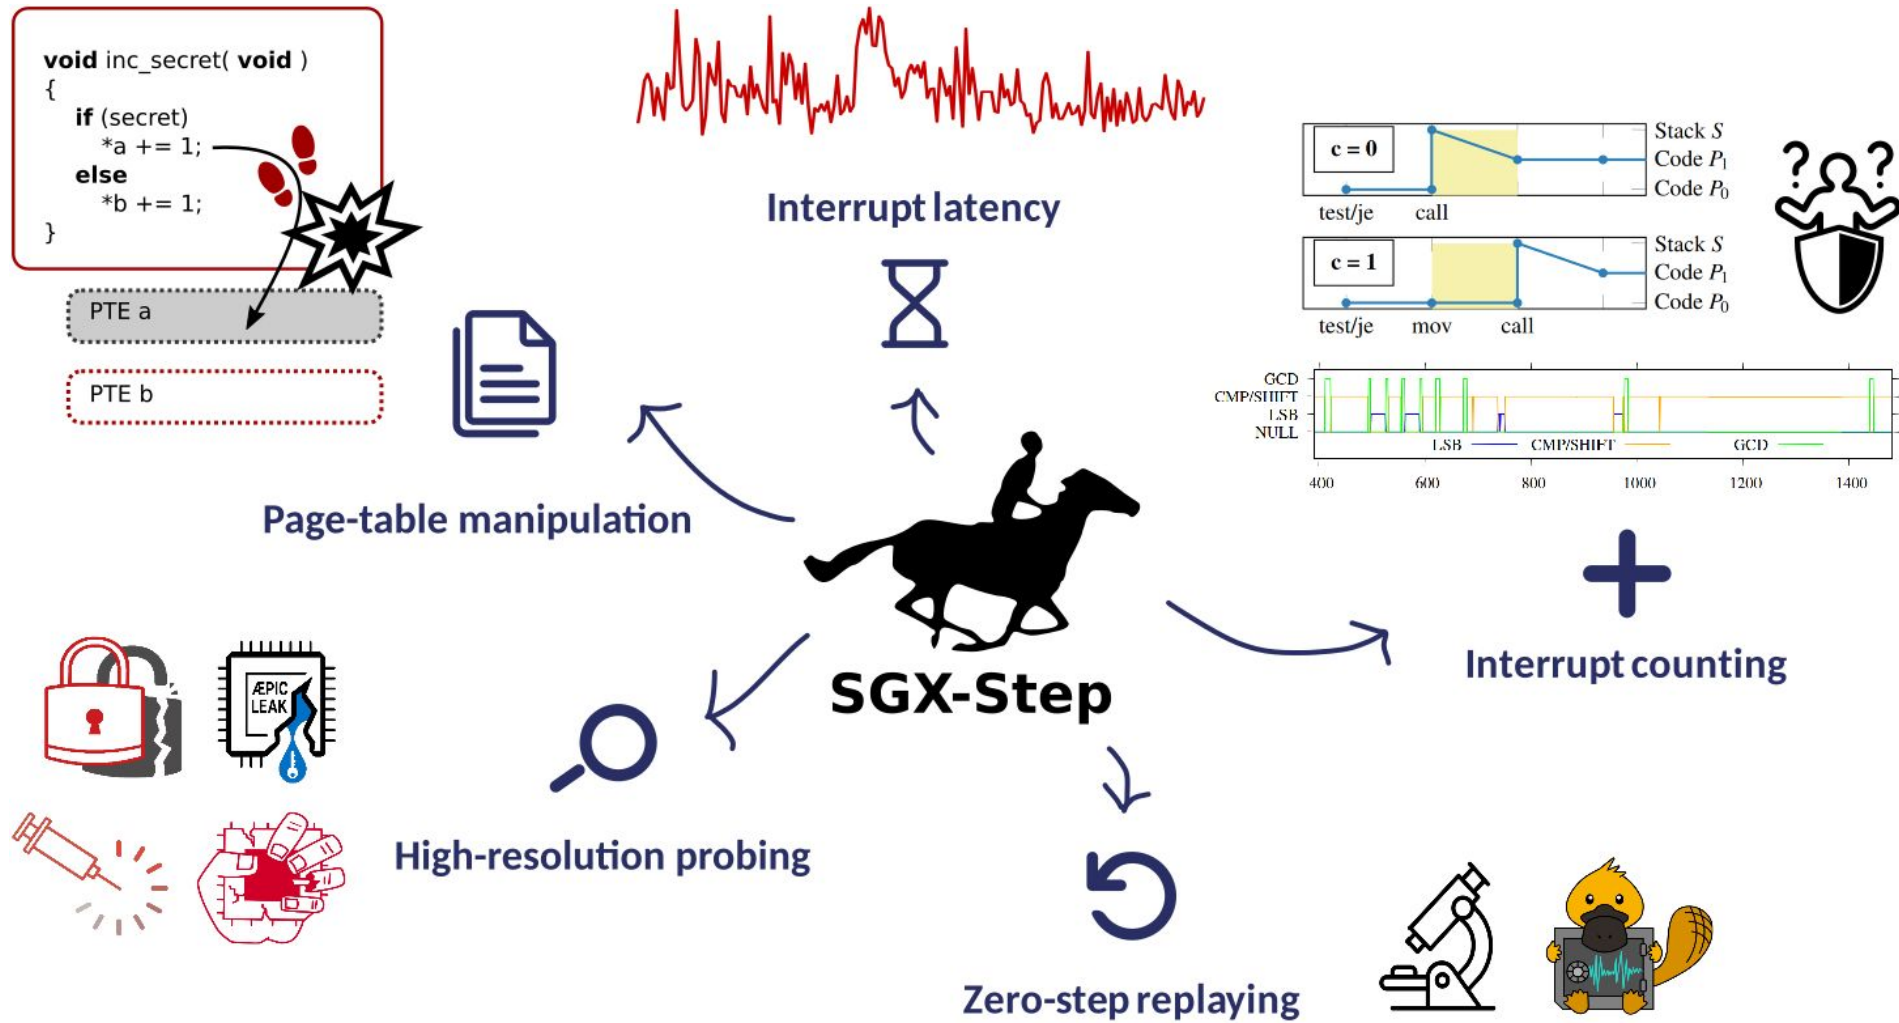 void inc_secret( void )
{
if (secret)
*a += 1;
else
*b += 1;
}
PTE a
PTE b
Page-table manipulation
Interrupt latency
c = 0
Stack S
Code P1
Code P0
test/je call
c = 1
Stack S
Code P1
Code P0
test/je mov call
GCD
CMP/SHIFT
LSB
NULL
LSB CMP/SHIFT GCD
400 600 800 1000 1200 1400
Interrupt counting
SGX-Step
ÆPIC
LEAK
High-resolution probing
Zero-step replaying